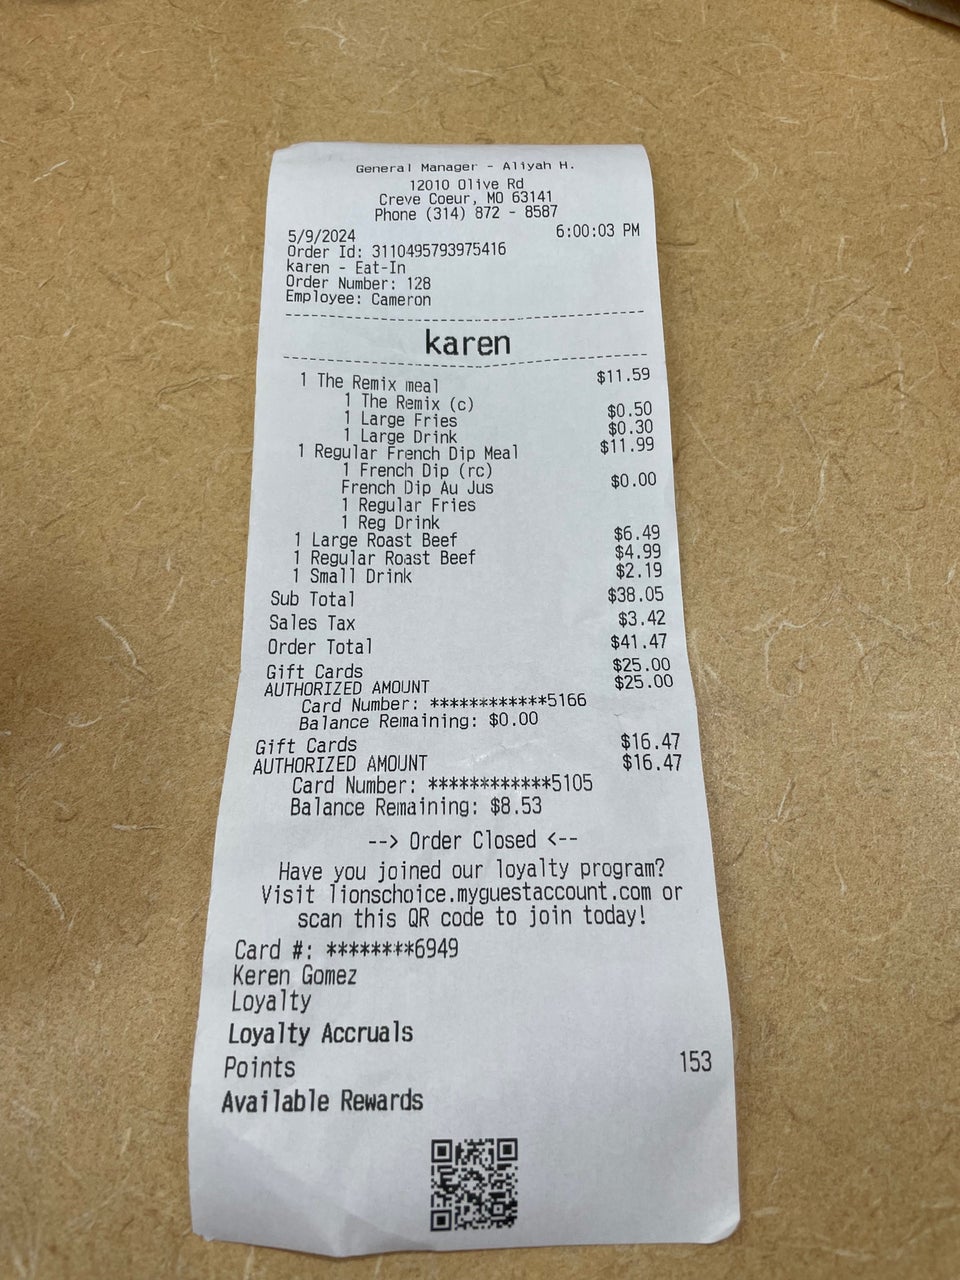 General Manager - Aliyah H.
12010 Olive Rd
Creve Coeur, MO 63141
Phone (314) 872 - 8587
5/9/2024 6:00:03 PM
Order Id: 3110495793975416
karen - Eat-In
Order Number: 128
Employee: Cameron
karen
1 The Remix meal $11.59
1 The Remix (c)
1 Large Fries $0.50
1 Large Drink $0.30
1 Regular French Dip Meal $11.99
1 French Dip (rc)
French Dip Au Jus $0.00
1 Regular Fries
1 Reg Drink
1 Large Roast Beef $6.49
1 Regular Roast Beef $4.99
1 Small Drink $2.19
Sub Total $38.05
Sales Tax $3.42
Order Total $41.47
Gift Cards $25.00
AUTHORIZED AMOUNT $25.00
Card Number: ************5166
Balance Remaining: $0.00
Gift Cards $16.47
AUTHORIZED AMOUNT $16.47
Card Number: ************5105
Balance Remaining: $8.53
--> Order Closed <--
Have you joined our loyalty program?
Visit lionschoice.myguestaccount.com or
scan this QR code to join today!
Card #: ********6949
Keren Gomez
Loyalty
Loyalty Accruals
Points 153
Available Rewards